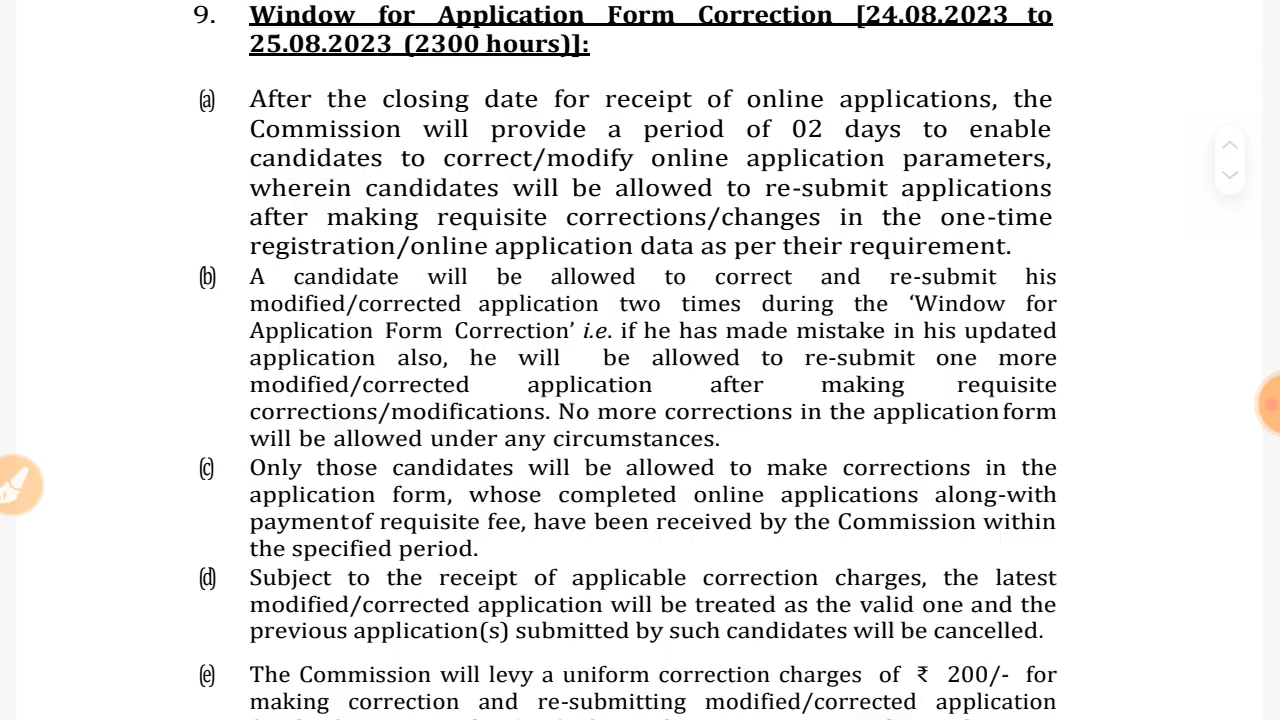 9. Window for Application Form Correction [24.08.2023 to
25.08.2023 (2300 hours)]:
(a) After the closing date for receipt of online applications, the
Commission will provide a period of 02 days to enable
candidates to correct/modify online application parameters,
wherein candidates will be allowed to re-submit applications
after making requisite corrections/changes in the one-time
registration/online application data as per their requirement.
(b) A candidate will be allowed to correct and re-submit his
modified/corrected application two times during the ‘Window for
Application Form Correction’ i.e. if he has made mistake in his updated
application also, he will be allowed to re-submit one more
modified/corrected application after making requisite
corrections/modifications. No more corrections in the application form
will be allowed under any circumstances.
(c) Only those candidates will be allowed to make corrections in the
application form, whose completed online applications along-with
payment of requisite fee, have been received by the Commission within
the specified period.
(d) Subject to the receipt of applicable correction charges, the latest
modified/corrected application will be treated as the valid one and the
previous application(s) submitted by such candidates will be cancelled.
(e) The Commission will levy a uniform correction charges of ₹ 200/- for
making correction and re-submitting modified/corrected application